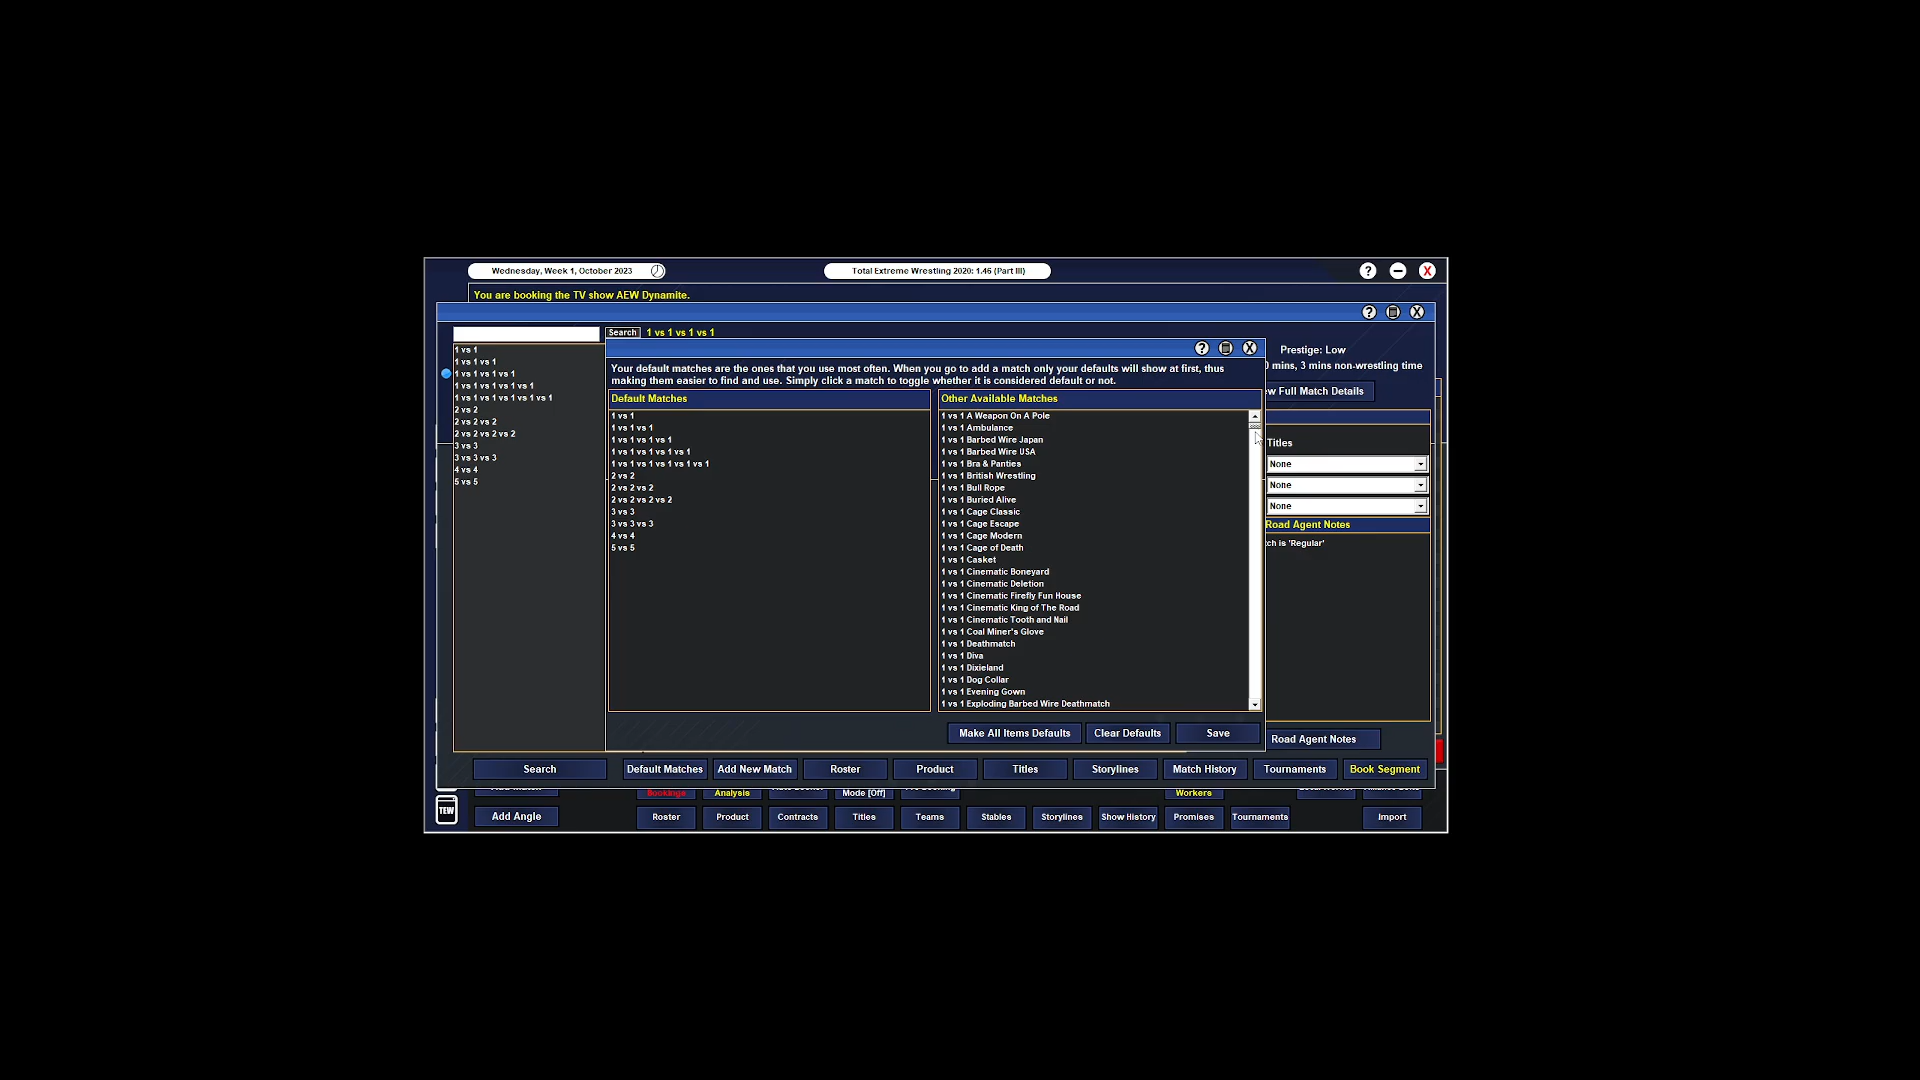 Wednesday, Week 1, October 2023
Total Extreme Wrestling 2020: 1.46 (Part III)
?
X
You are booking the TV show AEW Dynamite.
? X
Search
1 vs 1 vs 1 vs 1
1 vs 1
1 vs 1 vs 1
1 vs 1 vs 1 vs 1
1 vs 1 vs 1 vs 1 vs 1
1 vs 1 vs 1 vs 1 vs 1 vs 1
2 vs 2
2 vs 2 vs 2
2 vs 2 vs 2 vs 2
3 vs 3
3 vs 3 vs 3
4 vs 4
5 vs 5
? X
Your default matches are the ones that you use most often. When you go to add a match only your defaults will show at first, thus
making them easier to find and use. Simply click a match to toggle whether it is considered default or not.
Default Matches
1 vs 1
1 vs 1 vs 1
1 vs 1 vs 1 vs 1
1 vs 1 vs 1 vs 1 vs 1
1 vs 1 vs 1 vs 1 vs 1 vs 1
2 vs 2
2 vs 2 vs 2
2 vs 2 vs 2 vs 2
3 vs 3
3 vs 3 vs 3
4 vs 4
5 vs 5
Other Available Matches
1 vs 1 A Weapon On A Pole
1 vs 1 Ambulance
1 vs 1 Barbed Wire Japan
1 vs 1 Barbed Wire USA
1 vs 1 Bra & Panties
1 vs 1 British Wrestling
1 vs 1 Bull Rope
1 vs 1 Buried Alive
1 vs 1 Cage Classic
1 vs 1 Cage Escape
1 vs 1 Cage Modern
1 vs 1 Cage of Death
1 vs 1 Casket
1 vs 1 Cinematic Boneyard
1 vs 1 Cinematic Deletion
1 vs 1 Cinematic Firefly Fun House
1 vs 1 Cinematic King of The Road
1 vs 1 Cinematic Tooth and Nail
1 vs 1 Coal Miner's Glove
1 vs 1 Deathmatch
1 vs 1 Diva
1 vs 1 Dixieland
1 vs 1 Dog Collar
1 vs 1 Evening Gown
1 vs 1 Exploding Barbed Wire Deathmatch
Make All Items Defaults
Clear Defaults
Save
Prestige: Low
mins, 3 mins non-wrestling time
Full Match Details
Titles
None
None
None
Road Agent Notes
is 'Regular'
Road Agent Notes
Search
Default Matches
Add New Match
Roster
Product
Titles
Storylines
Match History
Tournaments
Book Segment
Bookings
Analysis
Mode [Off]
Workers
TEW
Add Angle
Roster
Product
Contracts
Titles
Teams
Stables
Storylines
Show History
Promises
Tournaments
Import